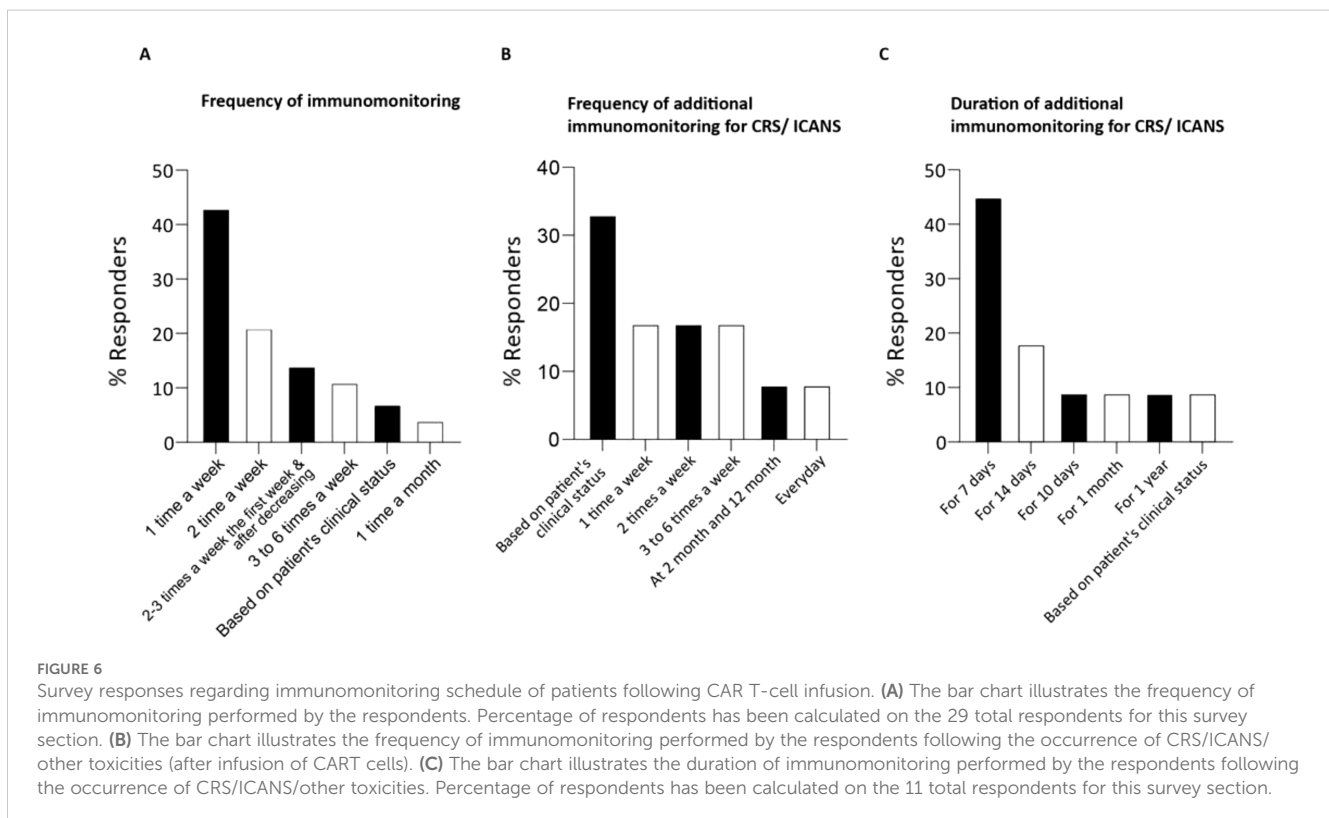 A
Frequency of immunomonitoring
% Responders
50
40
30
20
10
0
1 time a week
2 time a week
2-3 times a week the first week &
after decreasing
3 to 6 times a week
Based on patient's clinical status
1 time a month
B
Frequency of additional
immunomonitoring for CRS/ ICANS
% Responders
40
30
20
10
0
Based on patient's
clinical status
1 time a week
2 times a week
3 to 6 times a week
At 2 month and 12 month
Everyday
C
Duration of additional
immunomonitoring for CRS/ ICANS
% Responders
50
40
30
20
10
0
For 7 days
For 14 days
For 10 days
For 1 month
For 1 year
Based on patient's clinical status
FIGURE 6
Survey responses regarding immunomonitoring schedule of patients following CAR T-cell infusion. (A) The bar chart illustrates the frequency of
immunomonitoring performed by the respondents. Percentage of respondents has been calculated on the 29 total respondents for this survey
section. (B) The bar chart illustrates the frequency of immunomonitoring performed by the respondents following the occurrence of CRS/ICANS/
other toxicities (after infusion of CART cells). (C) The bar chart illustrates the duration of immunomonitoring performed by the respondents following
the occurrence of CRS/ICANS/other toxicities. Percentage of respondents has been calculated on the 11 total respondents for this survey section.